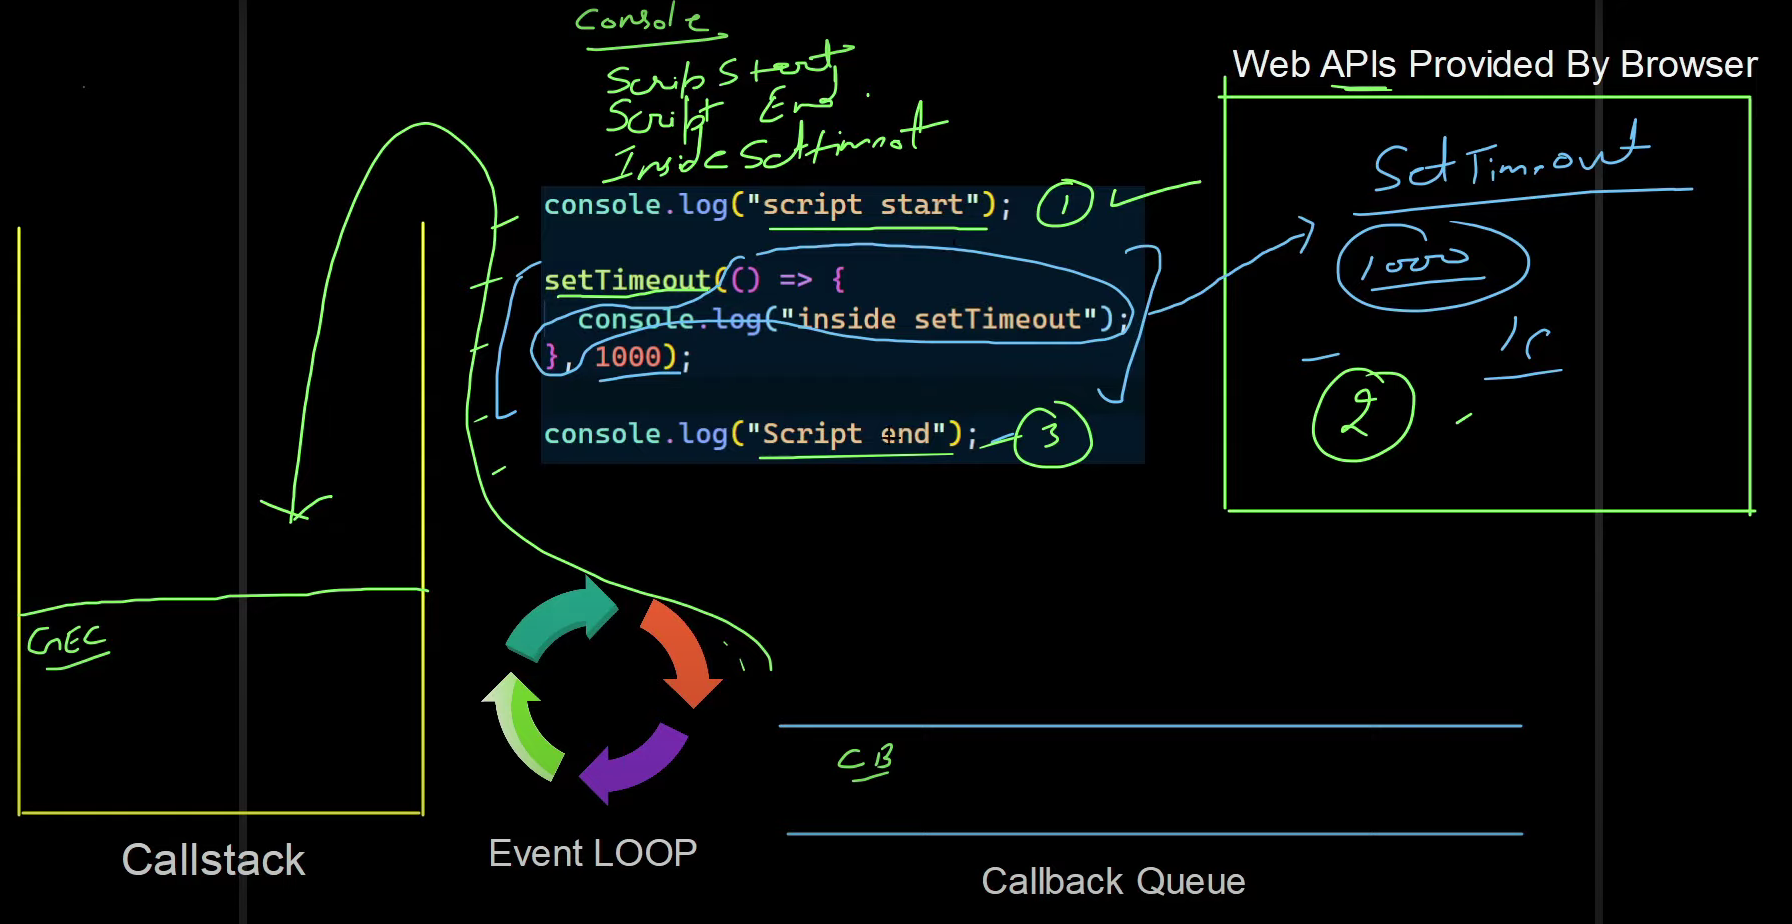 Console
Script Start
Script End
Inside Settimeout
Web APIs Provided By Browser
SetTimeout
1000
1s
2
console.log("script start");
1
setTimeout(() => {
console.log("inside setTimeout");
}, 1000);
console.log("Script end");
3
GEC
CB
Callstack
Event LOOP
Callback Queue